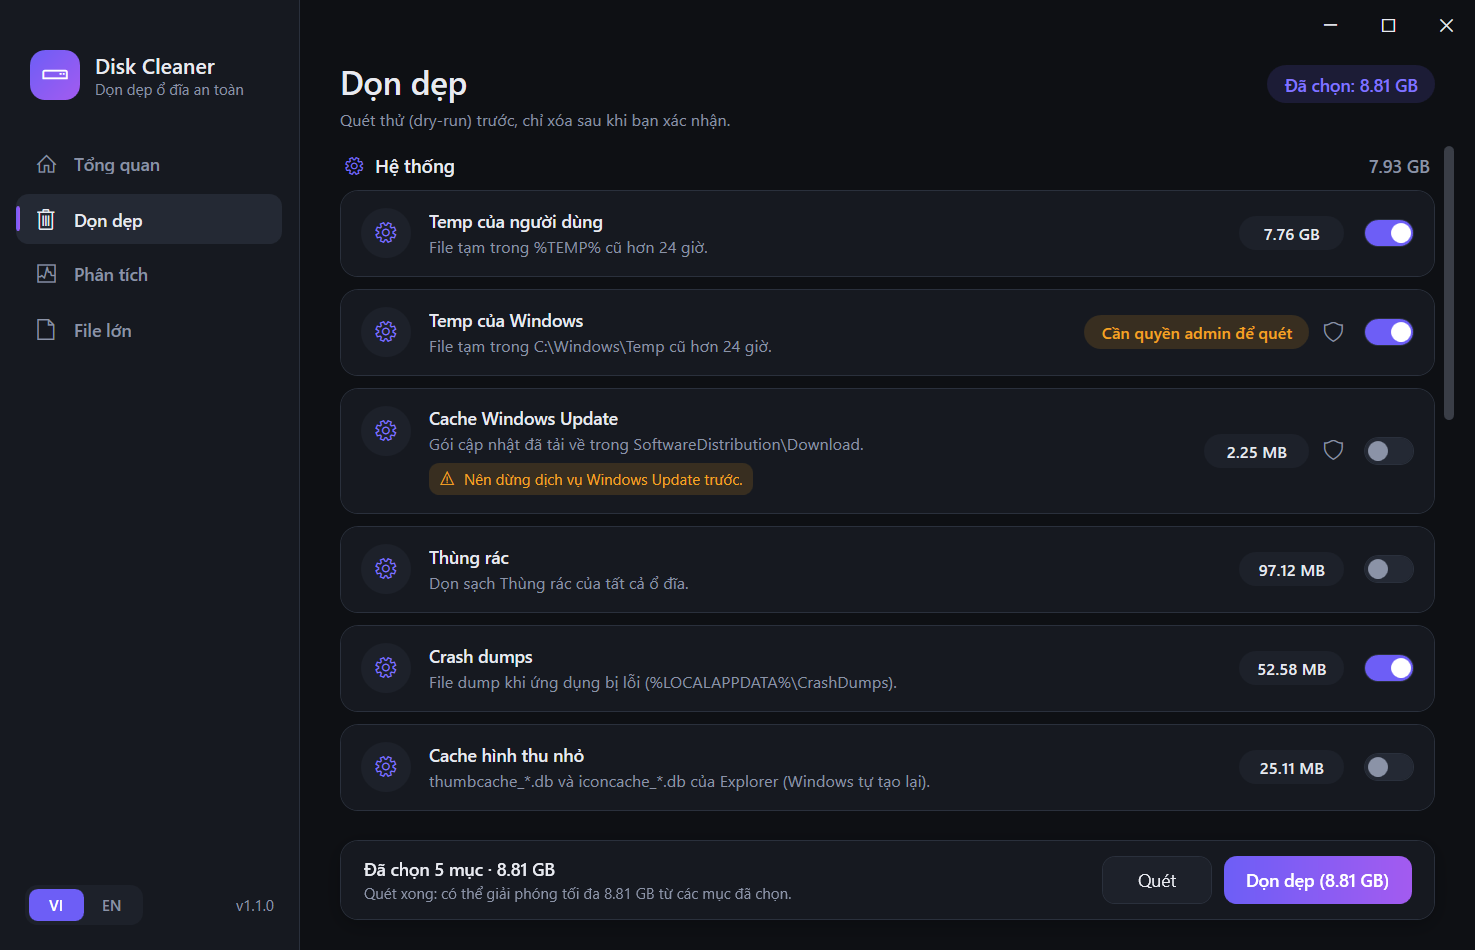 Disk Cleaner
Dọn dẹp ổ đĩa an toàn
Tổng quan
Dọn dẹp
Phân tích
File lớn
VI EN v1.1.0
Dọn dẹp
Đã chọn: 8.81 GB
Quét thử (dry-run) trước, chỉ xóa sau khi bạn xác nhận.
Hệ thống 7.93 GB
Temp của người dùng
File tạm trong %TEMP% cũ hơn 24 giờ.
7.76 GB
Temp của Windows
File tạm trong C:\Windows\Temp cũ hơn 24 giờ.
Cần quyền admin để quét
Cache Windows Update
Gói cập nhật đã tải về trong SoftwareDistribution\Download.
Nên dừng dịch vụ Windows Update trước.
2.25 MB
Thùng rác
Dọn sạch Thùng rác của tất cả ổ đĩa.
97.12 MB
Crash dumps
File dump khi ứng dụng bị lỗi (%LOCALAPPDATA%\CrashDumps).
52.58 MB
Cache hình thu nhỏ
thumbcache_*.db và iconcache_*.db của Explorer (Windows tự tạo lại).
25.11 MB
Đã chọn 5 mục · 8.81 GB
Quét xong: có thể giải phóng tối đa 8.81 GB từ các mục đã chọn.
Quét
Dọn dẹp (8.81 GB)